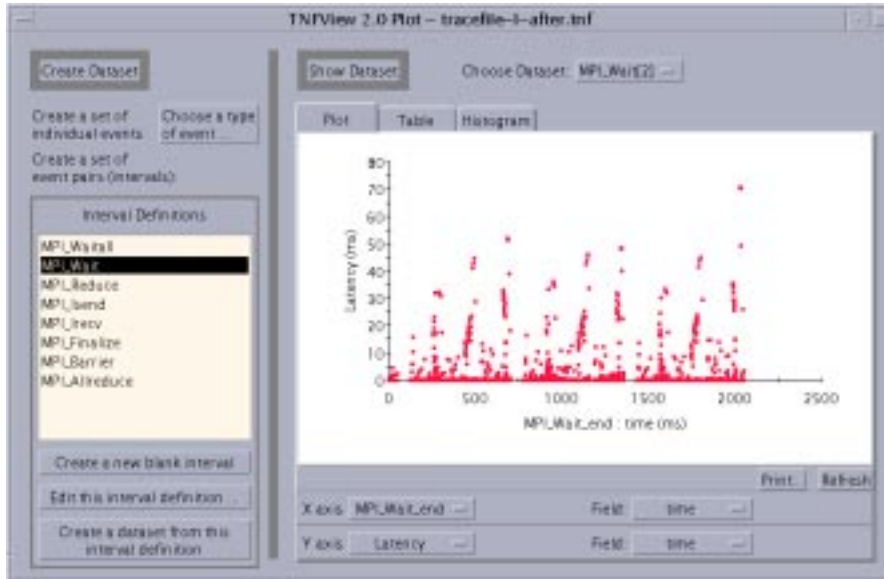 TNFView 2.0 Plot - tracefile-l-after.tnf
Create Dataset
Create a set of individual events
Choose a type of event ...
Create a set of event pairs (intervals):
Interval Definitions
MPI_Waitall
MPI_Wait
MPI_Reduce
MPI_Isend
MPI_Irecv
MPI_Finalize
MPI_Barrier
MPI_Allreduce
Create a new blank interval
Edit this interval definition ...
Create a dataset from this interval definition
Show Dataset
Choose Dataset: MPI_Wait[2]
Plot
Table
Histogram
80
70
60
50
40
30
20
10
0
Latency (ms)
0 500 1000 1500 2000 2500
MPI_Wait_end : time (ms)
Print...
Refresh
X axis MPI_Wait_end Field: time
Y axis Latency Field: time